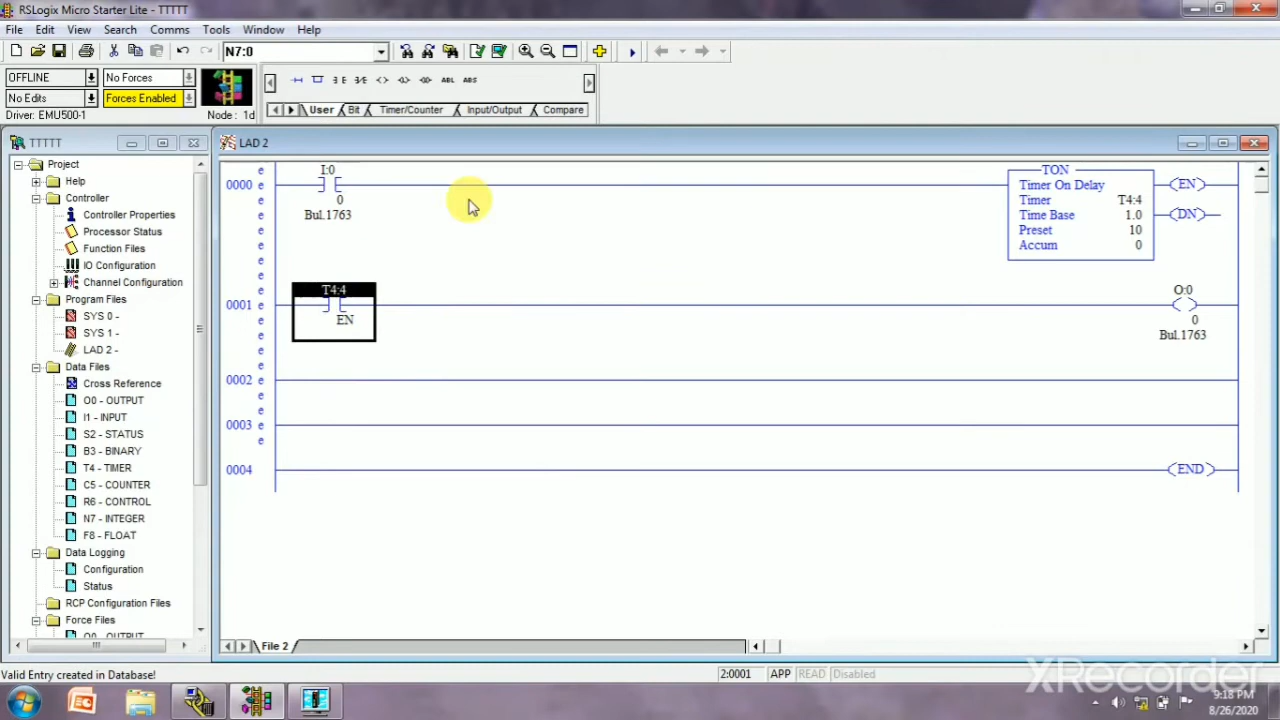 RSLogix Micro Starter Lite - TTTTT
File Edit View Search Comms Tools Window Help
N7:0
OFFLINE No Forces
No Edits Forces Enabled
Driver: EMU500-1 Node : 1d
User Bit Timer/Counter Input/Output Compare
TTTTT
Project
Help
Controller
Controller Properties
Processor Status
Function Files
IO Configuration
Channel Configuration
Program Files
SYS 0 -
SYS 1 -
LAD 2 -
Data Files
Cross Reference
O0 - OUTPUT
I1 - INPUT
S2 - STATUS
B3 - BINARY
T4 - TIMER
C5 - COUNTER
R6 - CONTROL
N7 - INTEGER
F8 - FLOAT
Data Logging
Configuration
Status
RCP Configuration Files
Force Files
O0 - OUTPUT
LAD 2
0000
I:0
0
Bul.1763
TON
Timer On Delay
Timer T4:4
Time Base 1.0
Preset 10
Accum 0
EN
DN
e
e
e
e
e
e
e
e
0001
T4:4
EN
O:0
0
Bul.1763
e
e
e
e
e
e
0002 e
e
e
0003 e
e
0004 END
File 2
Valid Entry created in Database! 2:0001 APP READ Disabled
XRecorder
9:18 PM
8/26/2020